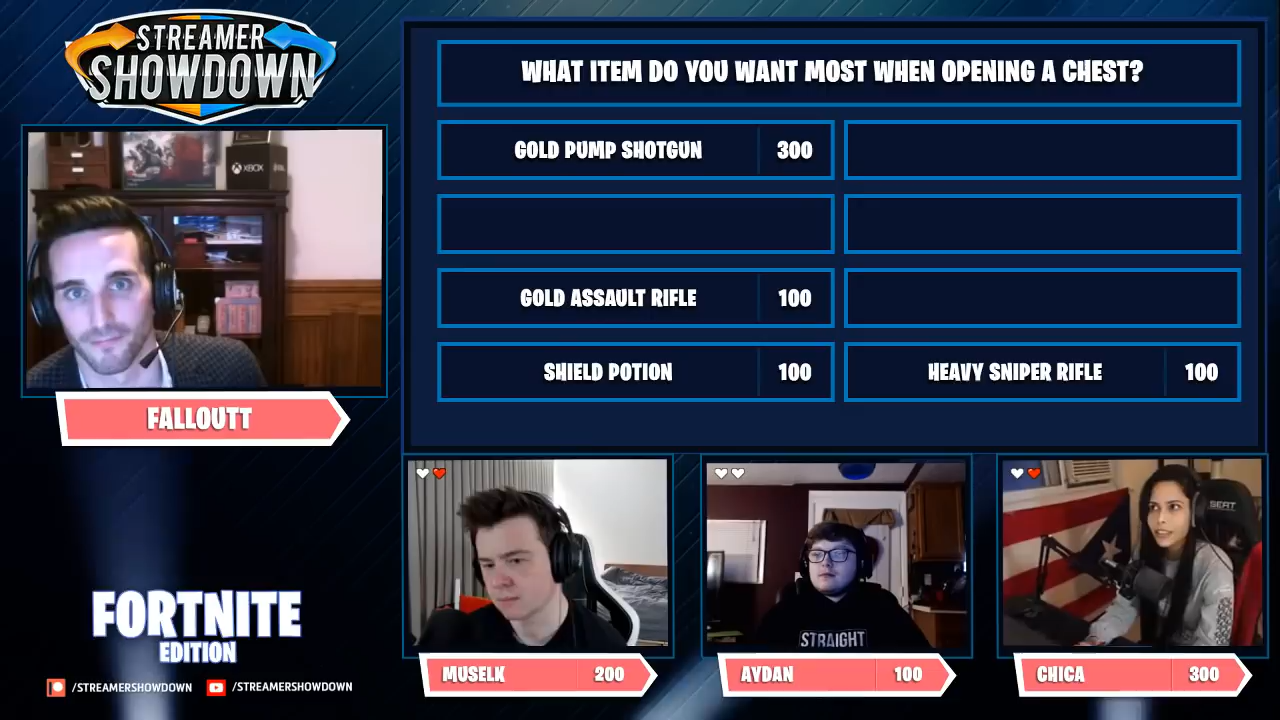 STREAMER
SHOWDOWN
WHAT ITEM DO YOU WANT MOST WHEN OPENING A CHEST?
GOLD PUMP SHOTGUN 300
GOLD ASSAULT RIFLE 100
SHIELD POTION 100
HEAVY SNIPER RIFLE 100
XBOX
FALLOUTT
FORTNITE
EDITION
/STREAMERSHOWDOWN
/STREAMERSHOWDOWN
STRAIGHT
SEAT
MUSELK 200
AYDAN 100
CHICA 300